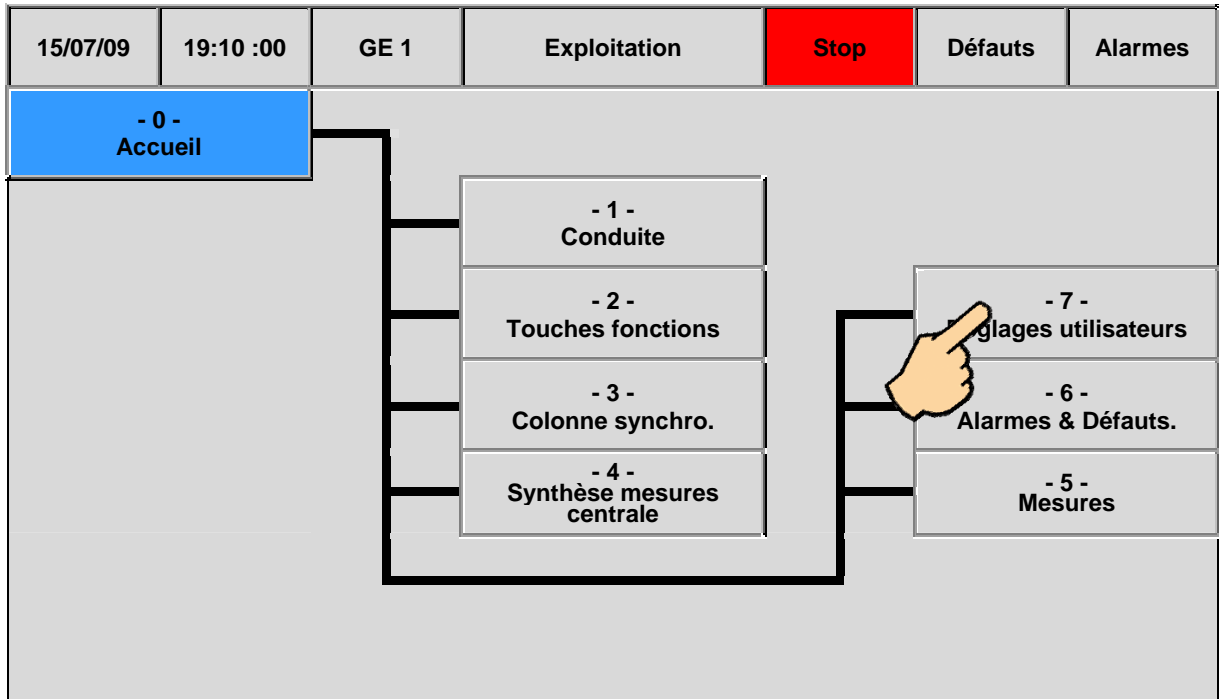 15/07/09 19:10 :00 GE 1 Exploitation Stop Défauts Alarmes
- 0 -
Accueil
- 1 -
Conduite
- 2 -
Touches fonctions
- 3 -
Colonne synchro.
- 4 -
Synthèse mesures
centrale
- 7 -
Réglages utilisateurs
- 6 -
Alarmes & Défauts.
- 5 -
Mesures